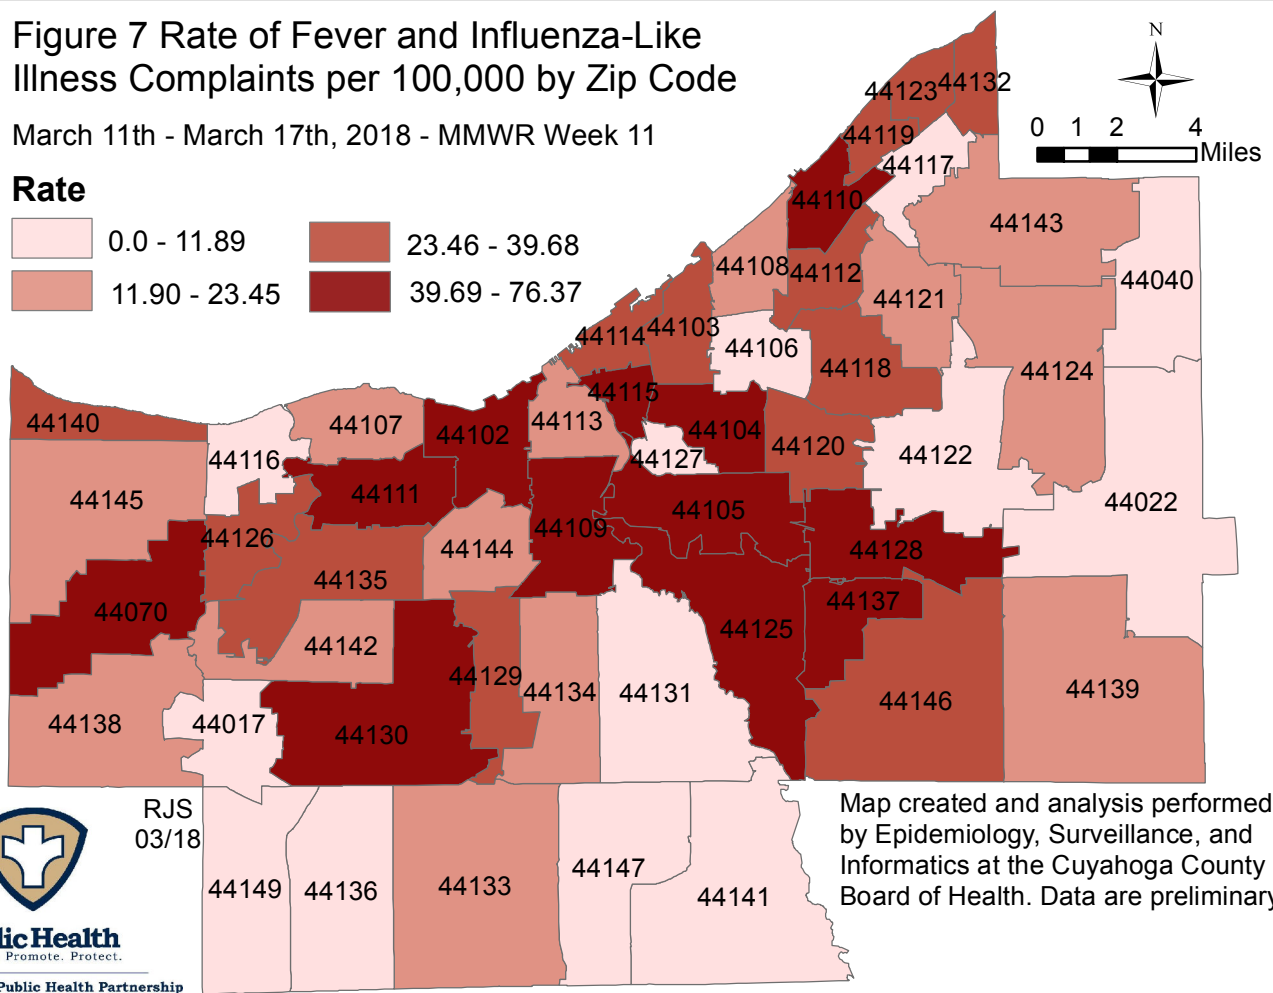 Figure 7 Rate of Fever and Influenza-Like
Illness Complaints per 100,000 by Zip Code
March 11th - March 17th, 2018 - MMWR Week 11
Rate
0.0 - 11.89
11.90 - 23.45
23.46 - 39.68
39.69 - 76.37
N
0 1 2 4
Miles
44123
44132
44119
44117
44110
44143
44108
44112
44040
44121
44114
44103
44106
44118
44124
44115
44140
44107
44102
44113
44104
44120
44116
44127
44122
44145
44111
44105
44022
44126
44109
44144
44128
44135
44070
44137
44125
44142
44129
44134
44131
44146
44139
44138
44017
44130
RJS
03/18
Map created and analysis performed
by Epidemiology, Surveillance, and
Informatics at the Cuyahoga County
Board of Health. Data are preliminary
44149
44136
44133
44147
44141
lic Health
Promote. Protect.
Public Health Partnership